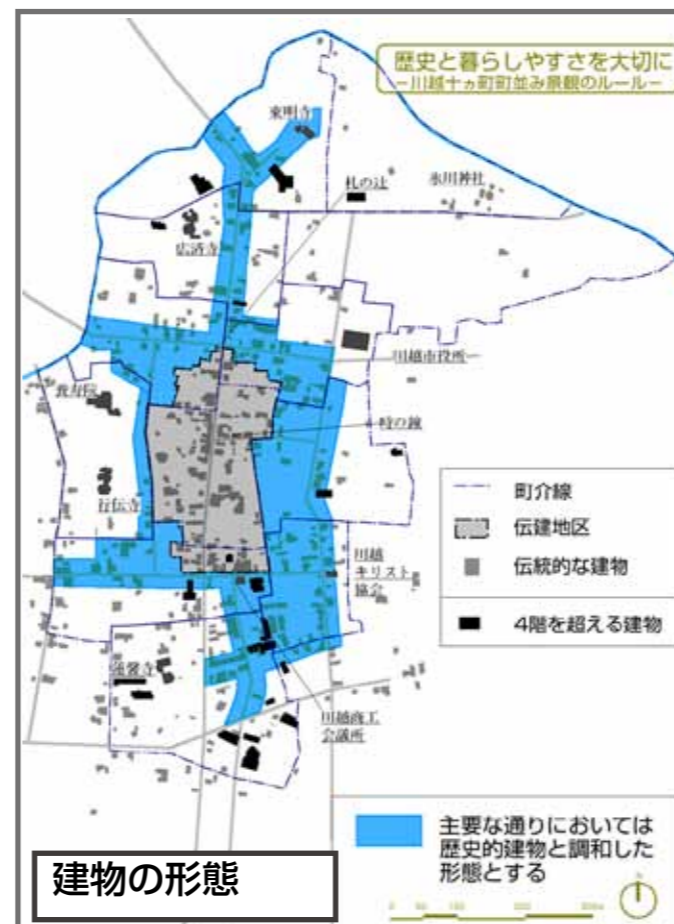 歴史と暮らしやすさを大切に
－川越十ヵ町町並み景観のルール－
東明寺
札の辻
氷川神社
広済寺
川越市役所
養寿院
時の鐘
行伝寺
川越
キリスト
協会
蓮馨寺
川越商工
会議所
町介線
伝建地区
伝統的な建物
4階を超える建物
主要な通りにおいては
歴史的建物と調和した
形態とする
建物の形態